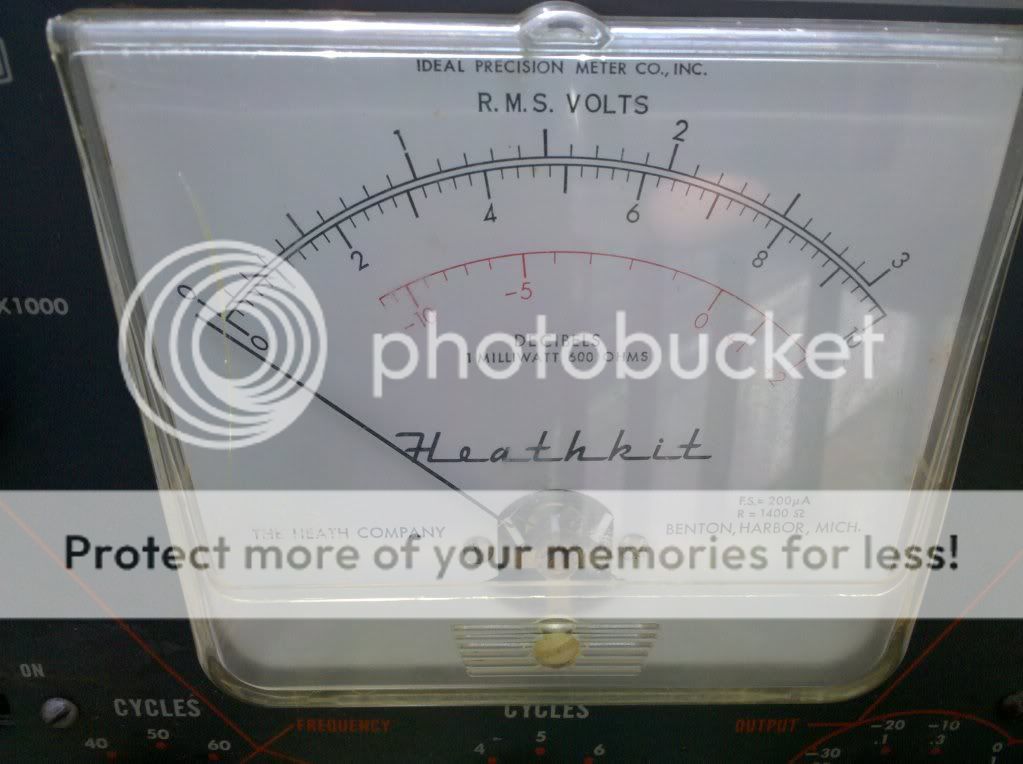 IDEAL PRECISION METER CO., INC.
R.M.S. VOLTS
0 1 2 3
0 2 4 6 8 10
-10 -5 0 2
DECIBELS
1 MILLIWATT 600 OHMS
X1000
photobucket
Heathkit
F.S.= 200µA
R = 1400 Ω
THE HEATH COMPANY
BENTON, HARBOR, MICH.
Protect more of your memories for less!
ON
CYCLES
CYCLES
FREQUENCY
OUTPUT
40 50 60
4 5 6
-30 -20 -10 0
.1 .3 1